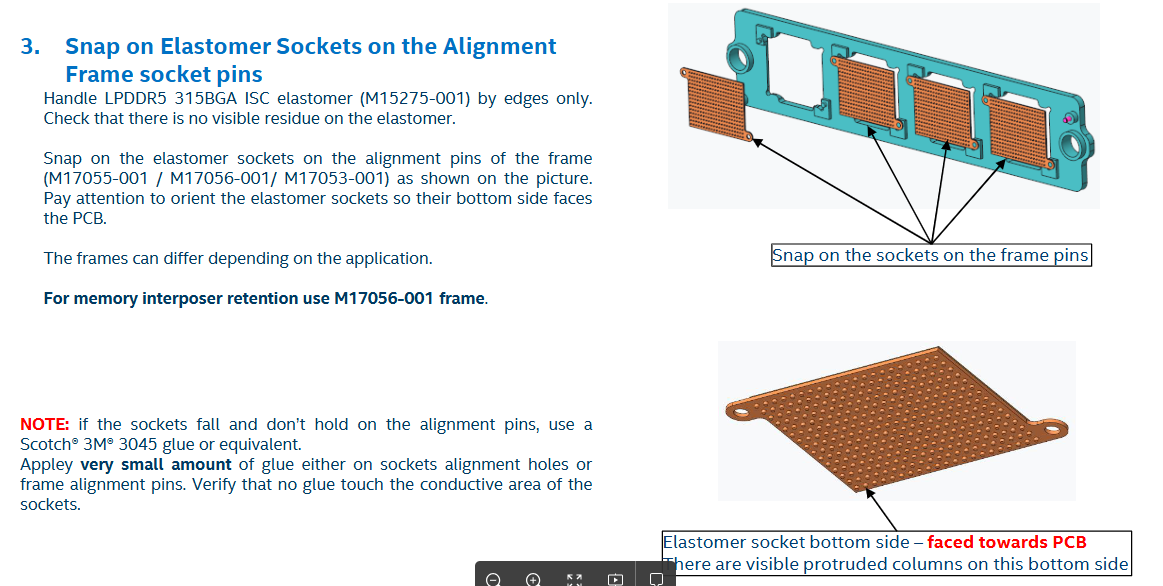 3. Snap on Elastomer Sockets on the Alignment
Frame socket pins
Handle LPDDR5 315BGA ISC elastomer (M15275-001) by edges only.
Check that there is no visible residue on the elastomer.
Snap on the elastomer sockets on the alignment pins of the frame
(M17055-001 / M17056-001/ M17053-001) as shown on the picture.
Pay attention to orient the elastomer sockets so their bottom side faces
the PCB.
The frames can differ depending on the application.
For memory interposer retention use M17056-001 frame.
NOTE: if the sockets fall and don't hold on the alignment pins, use a
Scotch® 3M® 3045 glue or equivalent.
Appley very small amount of glue either on sockets alignment holes or
frame alignment pins. Verify that no glue touch the conductive area of the
sockets.
Snap on the sockets on the frame pins
Elastomer socket bottom side – faced towards PCB
There are visible protruded columns on this bottom side